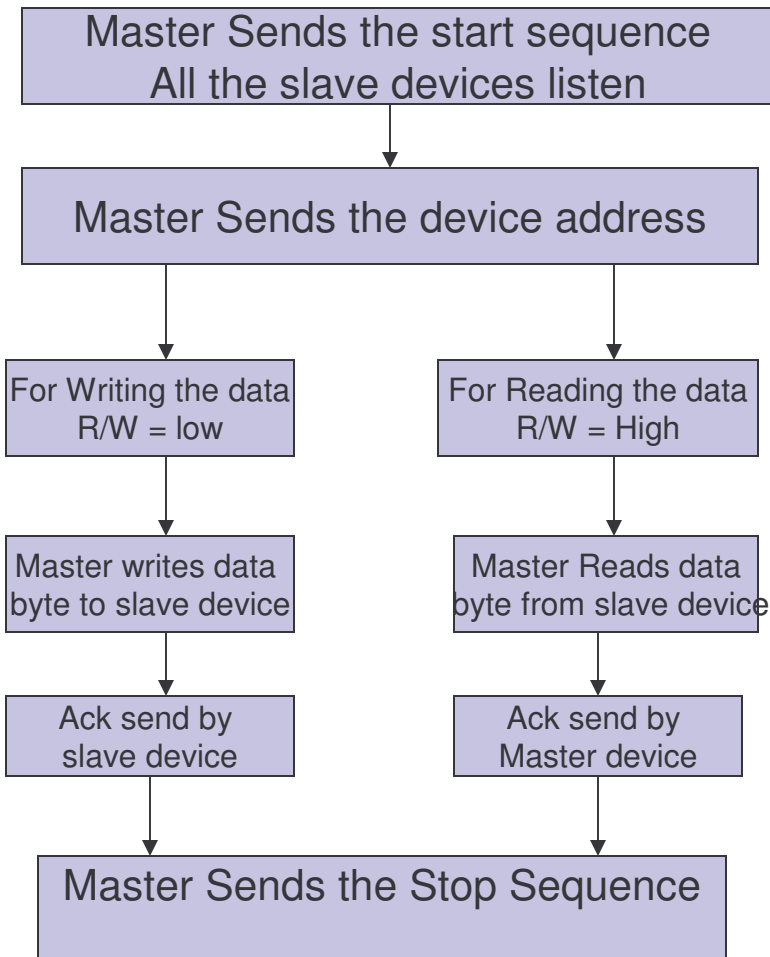 Master Sends the start sequence
All the slave devices listen
Master Sends the device address
For Writing the data
R/W = low
For Reading the data
R/W = High
Master writes data
byte to slave device
Master Reads data
byte from slave device
Ack send by
slave device
Ack send by
Master device
Master Sends the Stop Sequence